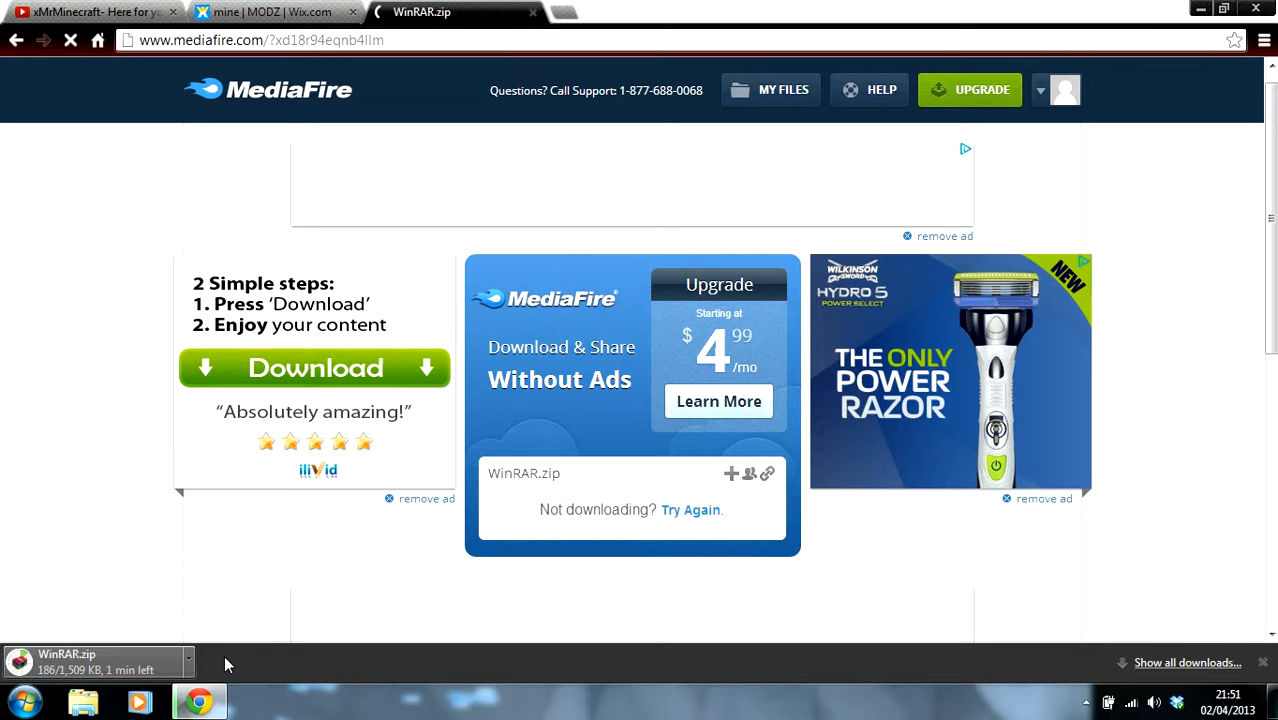 xMrMinecraft- Here for yo
mine | MODZ | Wix.com
WinRAR.zip
www.mediafire.com/?xd18r94eqnb4llm
MediaFire
Questions? Call Support: 1-877-688-0068
MY FILES
HELP
UPGRADE
remove ad
2 Simple steps:
1. Press 'Download'
2. Enjoy your content
Download
"Absolutely amazing!"
iLivid
remove ad
MediaFire
Download & Share
Without Ads
Upgrade
Starting at
$ 4 99
/mo
Learn More
WinRAR.zip
Not downloading? Try Again.
WILKINSON
SWORD
HYDRO 5
POWER SELECT
NEW
THE ONLY
POWER
RAZOR
remove ad
WinRAR.zip
186/1,509 KB, 1 min left
Show all downloads...
21:51
02/04/2013